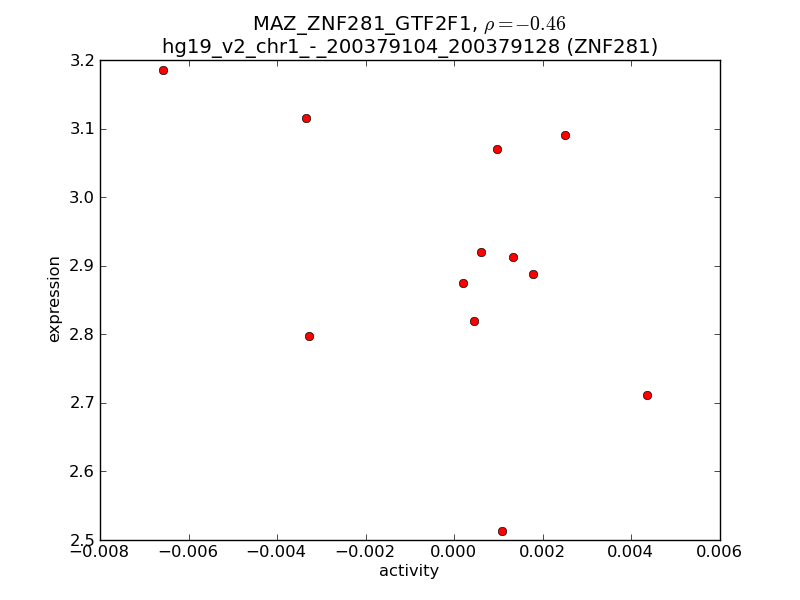 MAZ_ZNF281_GTF2F1, ρ = −0.46
hg19_v2_chr1_-_200379104_200379128 (ZNF281)
3.2
3.1
3.0
2.9
2.8
2.7
2.6
2.5
expression
−0.008 −0.006 −0.004 −0.002 0.000 0.002 0.004 0.006
activity